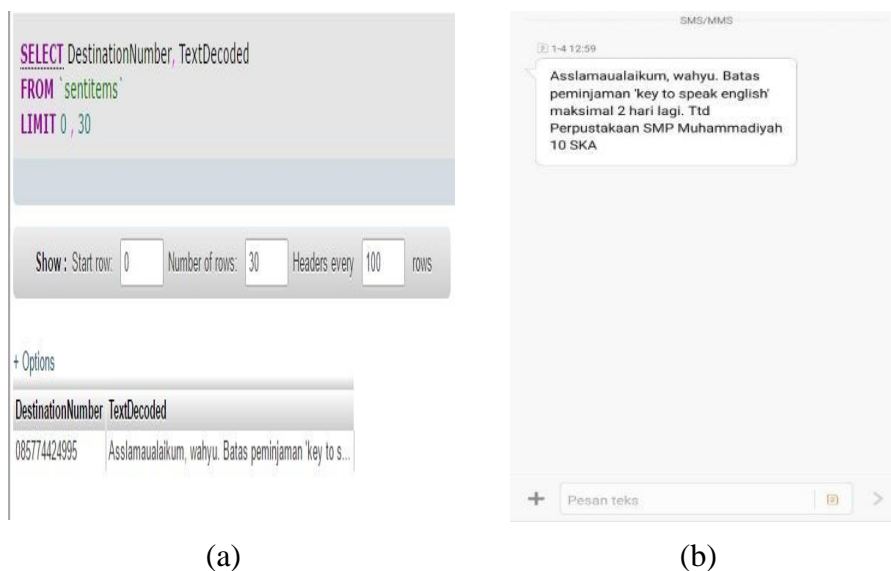 SELECT DestinationNumber, TextDecoded
FROM `sentitems`
LIMIT 0 , 30
Show : Start row: 0 Number of rows: 30 Headers every 100 rows
+ Options
DestinationNumber TextDecoded
085774424995 Asslamaualaikum, wahyu. Batas peminjaman 'key to s...
(a)
SMS/MMS
1-4 12:59
Asslamaualaikum, wahyu. Batas
peminjaman 'key to speak english'
maksimal 2 hari lagi. Ttd
Perpustakaan SMP Muhammadiyah
10 SKA
+ Pesan teks
(b)